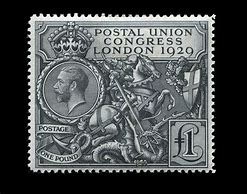 POSTAL UNION
CONGRESS
LONDON 1929
POSTAGE
ONE POUND
£1